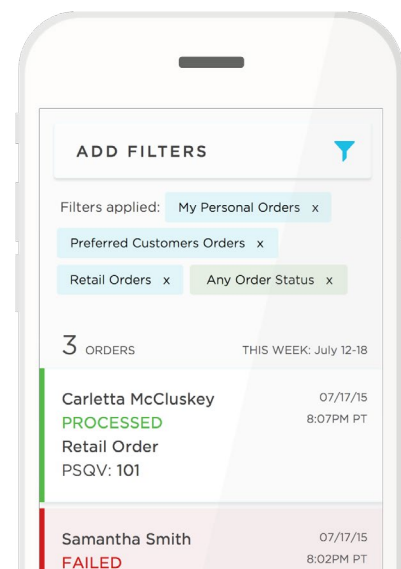 ADD FILTERS
Filters applied: My Personal Orders x
Preferred Customers Orders x
Retail Orders x Any Order Status x
3 ORDERS THIS WEEK: July 12-18
Carletta McCluskey 07/17/15
PROCESSED 8:07PM PT
Retail Order
PSQV: 101
Samantha Smith 07/17/15
FAILED 8:02PM PT